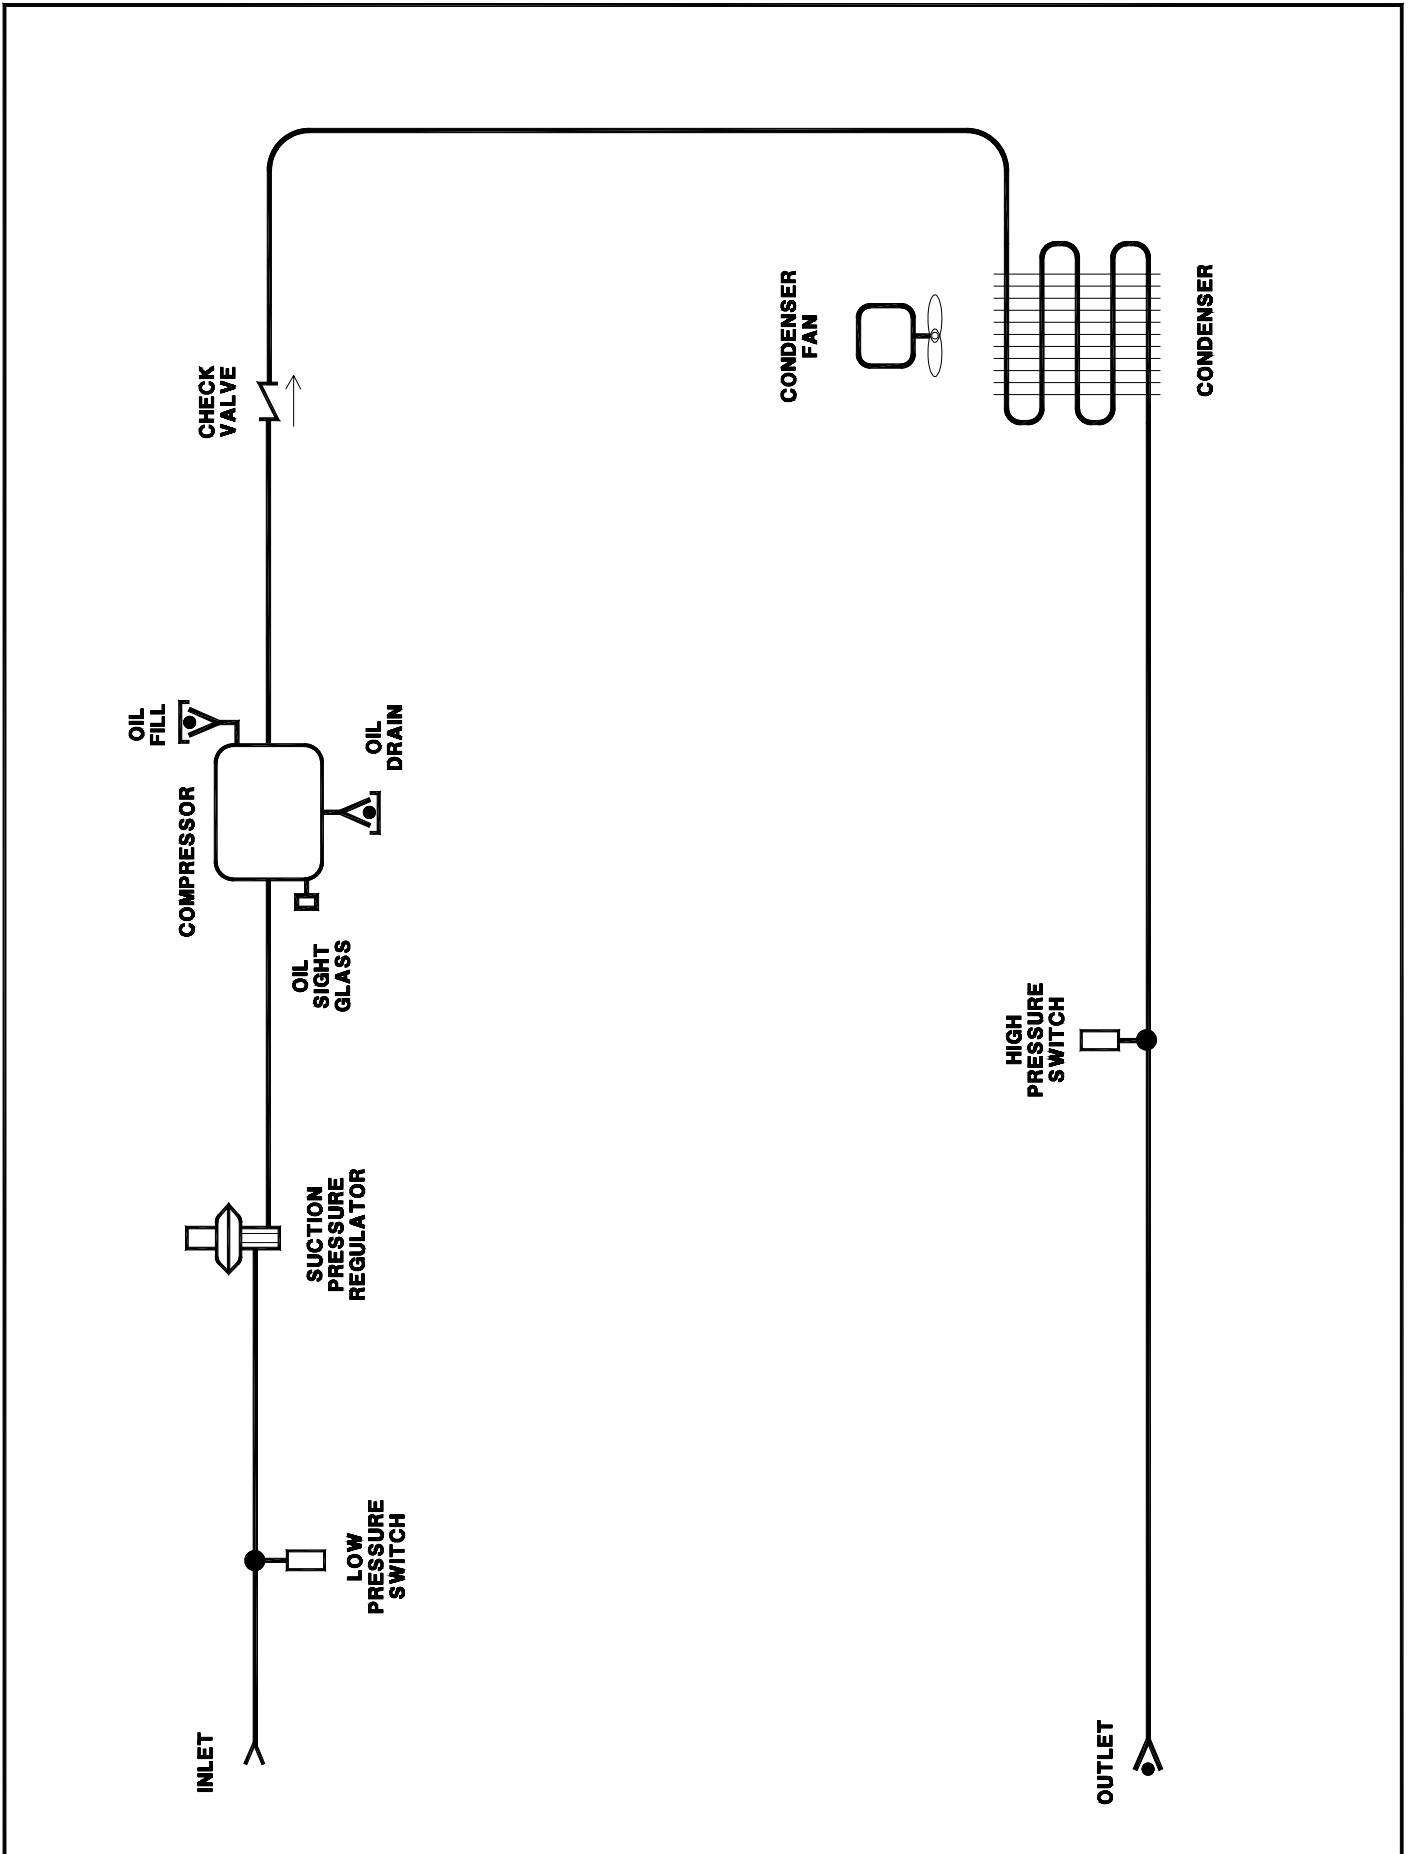 INLET
LOW
PRESSURE
SWITCH
SUCTION
PRESSURE
REGULATOR
COMPRESSOR
OIL
SIGHT
GLASS
OIL
FILL
OIL
DRAIN
CHECK
VALVE
CONDENSER
FAN
CONDENSER
HIGH
PRESSURE
SWITCH
OUTLET